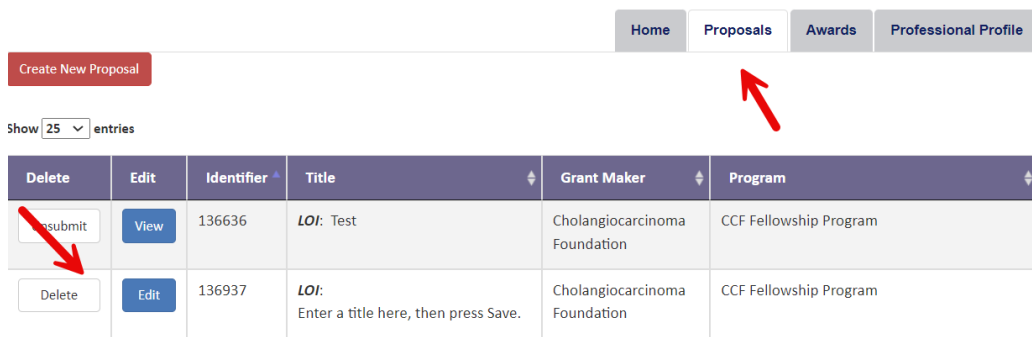 Home Proposals Awards Professional Profile
Create New Proposal
Show 25 entries
Delete Edit Identifier Title Grant Maker Program
Unsubmit View 136636 LOI: Test Cholangiocarcinoma CCF Fellowship Program
Foundation
Delete Edit 136937 LOI: Cholangiocarcinoma CCF Fellowship Program
Enter a title here, then press Save. Foundation